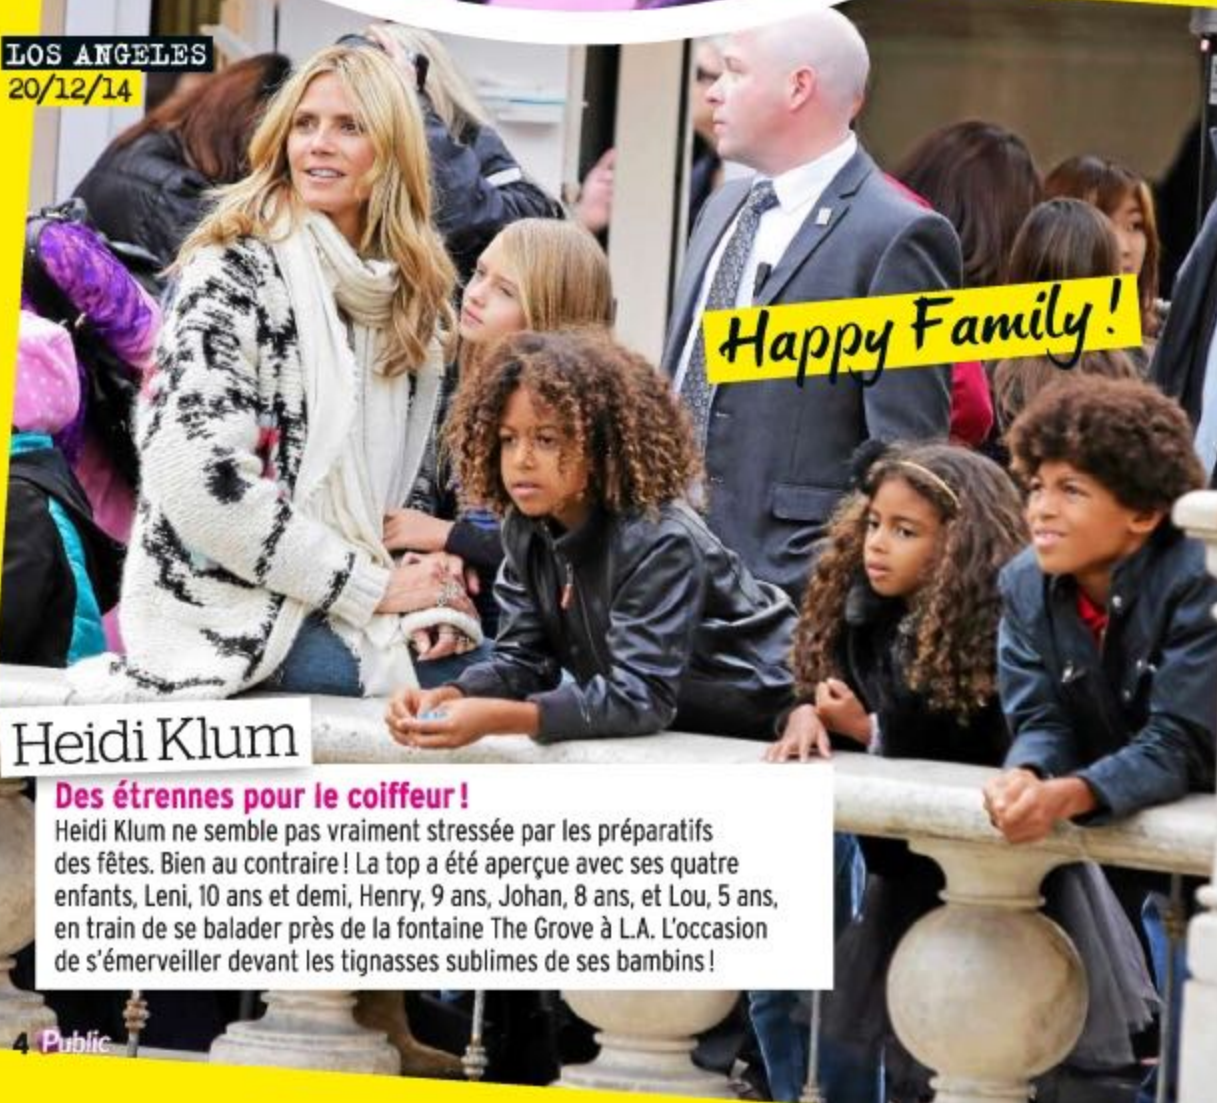 LOS ANGELES
20/12/14
Happy Family !
Heidi Klum
Des étrennes pour le coiffeur !
Heidi Klum ne semble pas vraiment stressée par les préparatifs
des fêtes. Bien au contraire ! La top a été aperçue avec ses quatre
enfants, Leni, 10 ans et demi, Henry, 9 ans, Johan, 8 ans, et Lou, 5 ans,
en train de se balader près de la fontaine The Grove à L.A. L'occasion
de s'émerveiller devant les tignasses sublimes de ses bambins !
4 Public